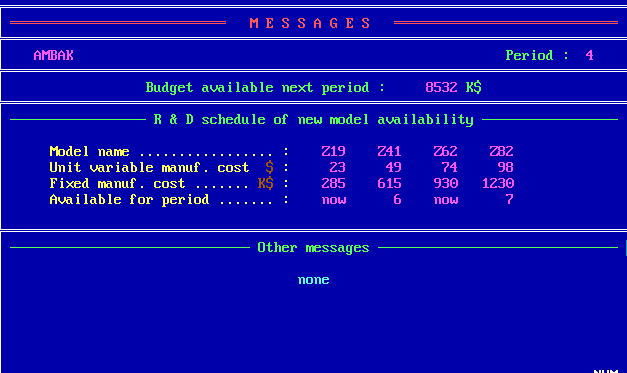 M E S S A G E S
AMBAK Period : 4
Budget available next period : 8532 K$
R & D schedule of new model availability
Model name ................. : Z19 Z41 Z62 Z82
Unit variable manuf. cost $ : 23 49 74 98
Fixed manuf. cost ....... K$ : 285 615 930 1230
Available for period ....... : now 6 now 7
Other messages
none
NUM